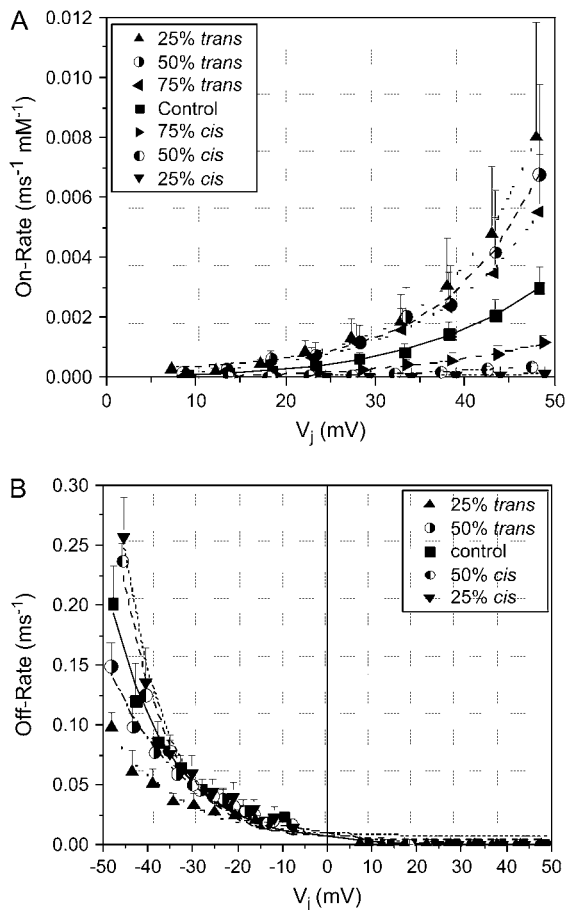 A
0.012
0.010
0.008
0.006
0.004
0.002
0.000
On-Rate (ms-1 mM-1)
25% trans
50% trans
75% trans
Control
75% cis
50% cis
25% cis
0 10 20 30 40 50
Vj (mV)
B
0.30
0.25
0.20
0.15
0.10
0.05
0.00
Off-Rate (ms-1)
25% trans
50% trans
control
50% cis
25% cis
-50 -40 -30 -20 -10 0 10 20 30 40 50
Vj (mV)